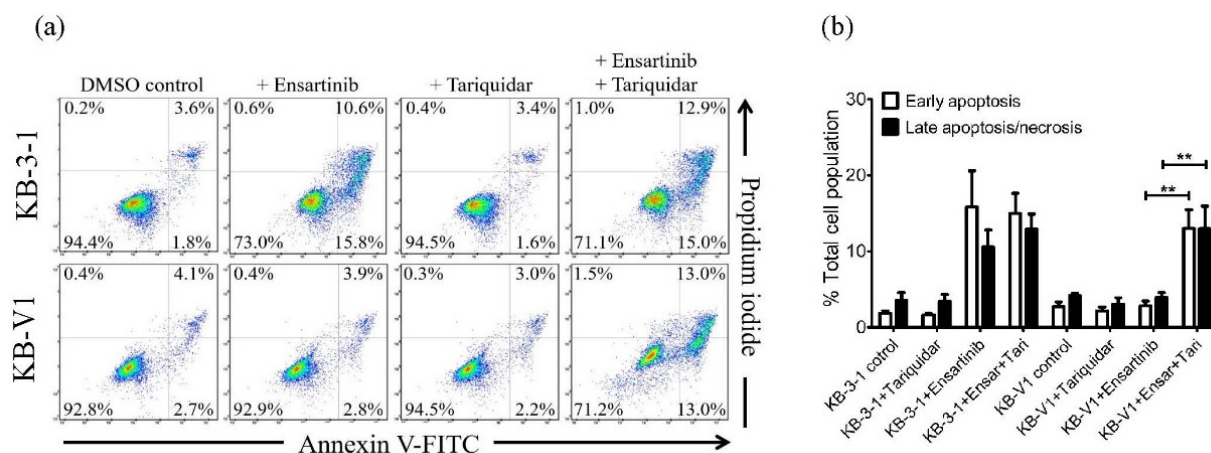 (a)
DMSO control
+ Ensartinib
+ Tariquidar
+ Ensartinib
+ Tariquidar
KB-3-1
0.2% 3.6%
94.4% 1.8%
0.6% 10.6%
73.0% 15.8%
0.4% 3.4%
94.5% 1.6%
1.0% 12.9%
71.1% 15.0%
KB-V1
0.4% 4.1%
92.8% 2.7%
0.4% 3.9%
92.9% 2.8%
0.3% 3.0%
94.5% 2.2%
1.5% 13.0%
71.2% 13.0%
Propidium iodide
Annexin V-FITC
(b)
% Total cell population
30
20
10
0
Early apoptosis
Late apoptosis/necrosis
**
**
KB-3-1 cotrol
KB-3-1+Tariquidar
KB-3-1+Ensartinib
KB-3-1+Ensar+Tari
KB-V1 control
KB-V1+Tariquidar
KB-V1+Ensartinib
KB-V1+Ensar+Tari